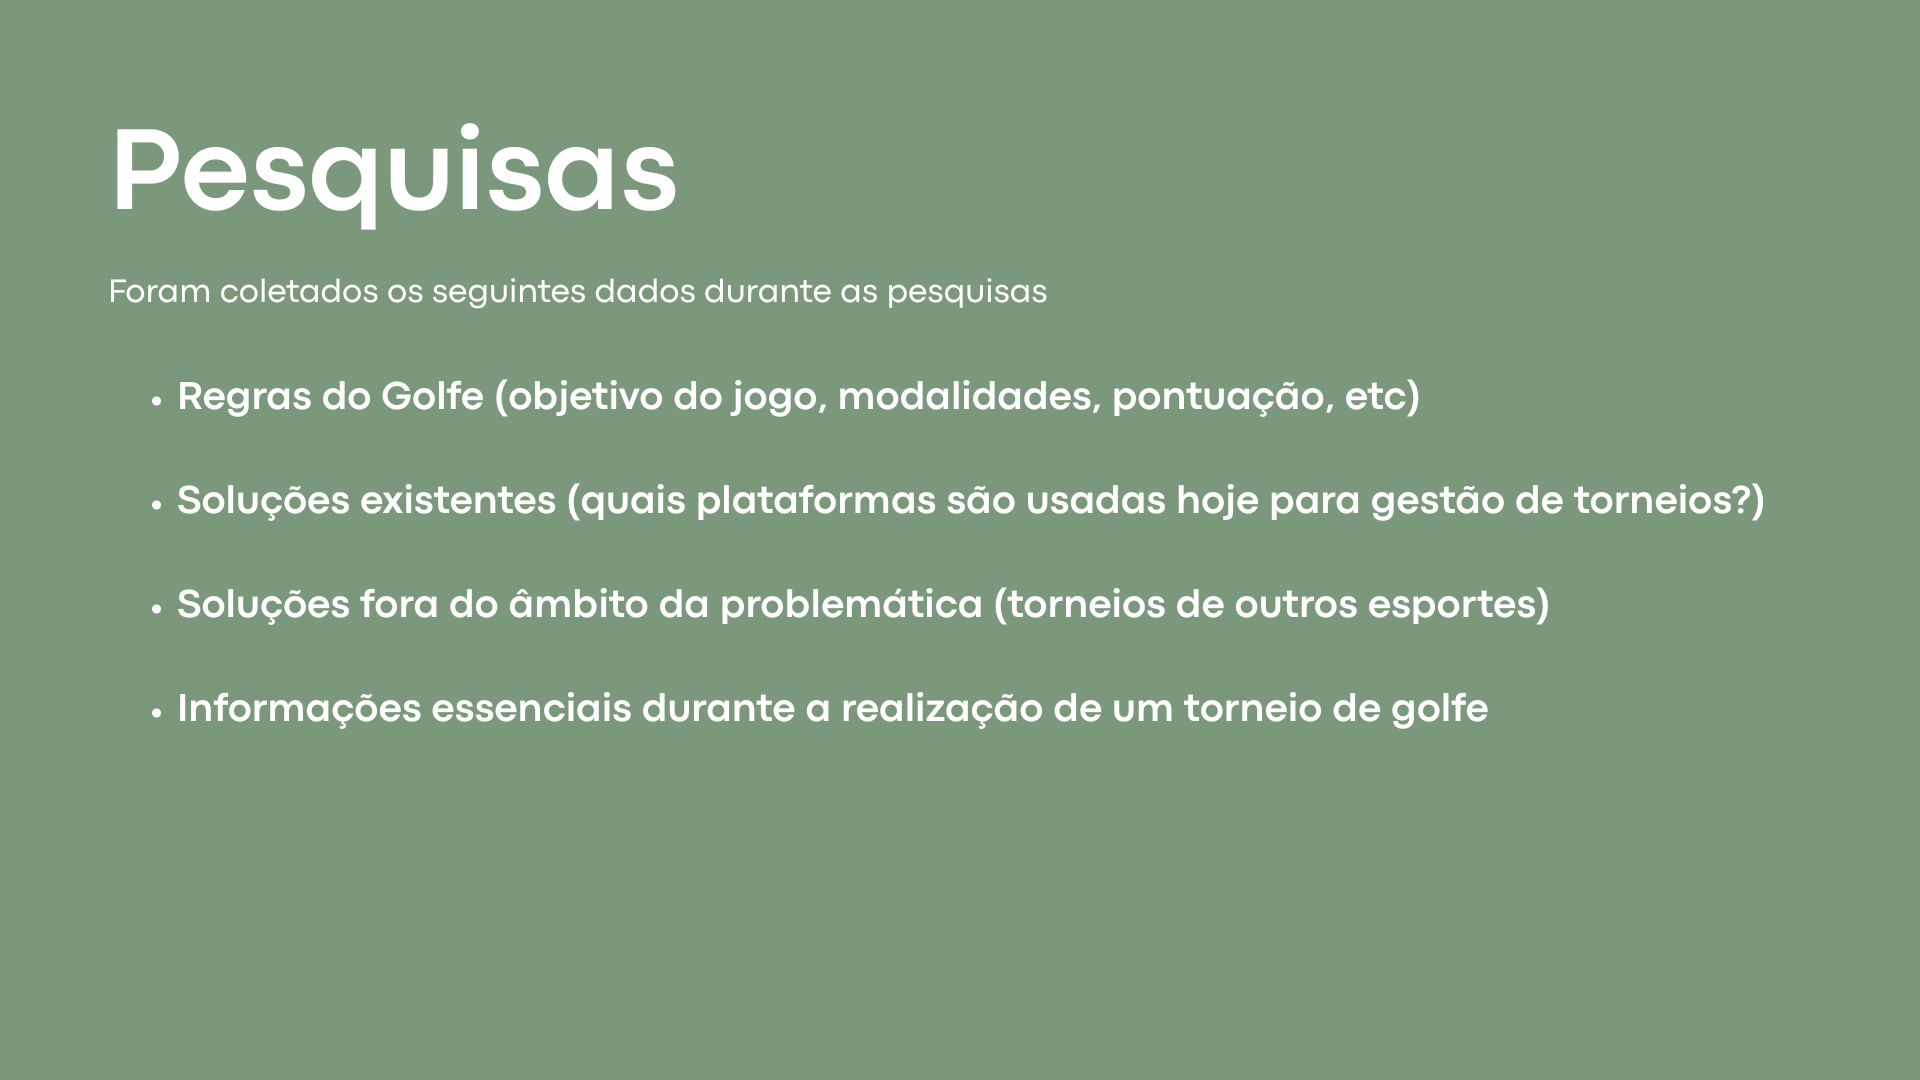 Pesquisas
Foram coletados os seguintes dados durante as pesquisas
• Regras do Golfe (objetivo do jogo, modalidades, pontuação, etc)
• Soluções existentes (quais plataformas são usadas hoje para gestão de torneios?)
• Soluções fora do âmbito da problemática (torneios de outros esportes)
• Informações essenciais durante a realização de um torneio de golfe